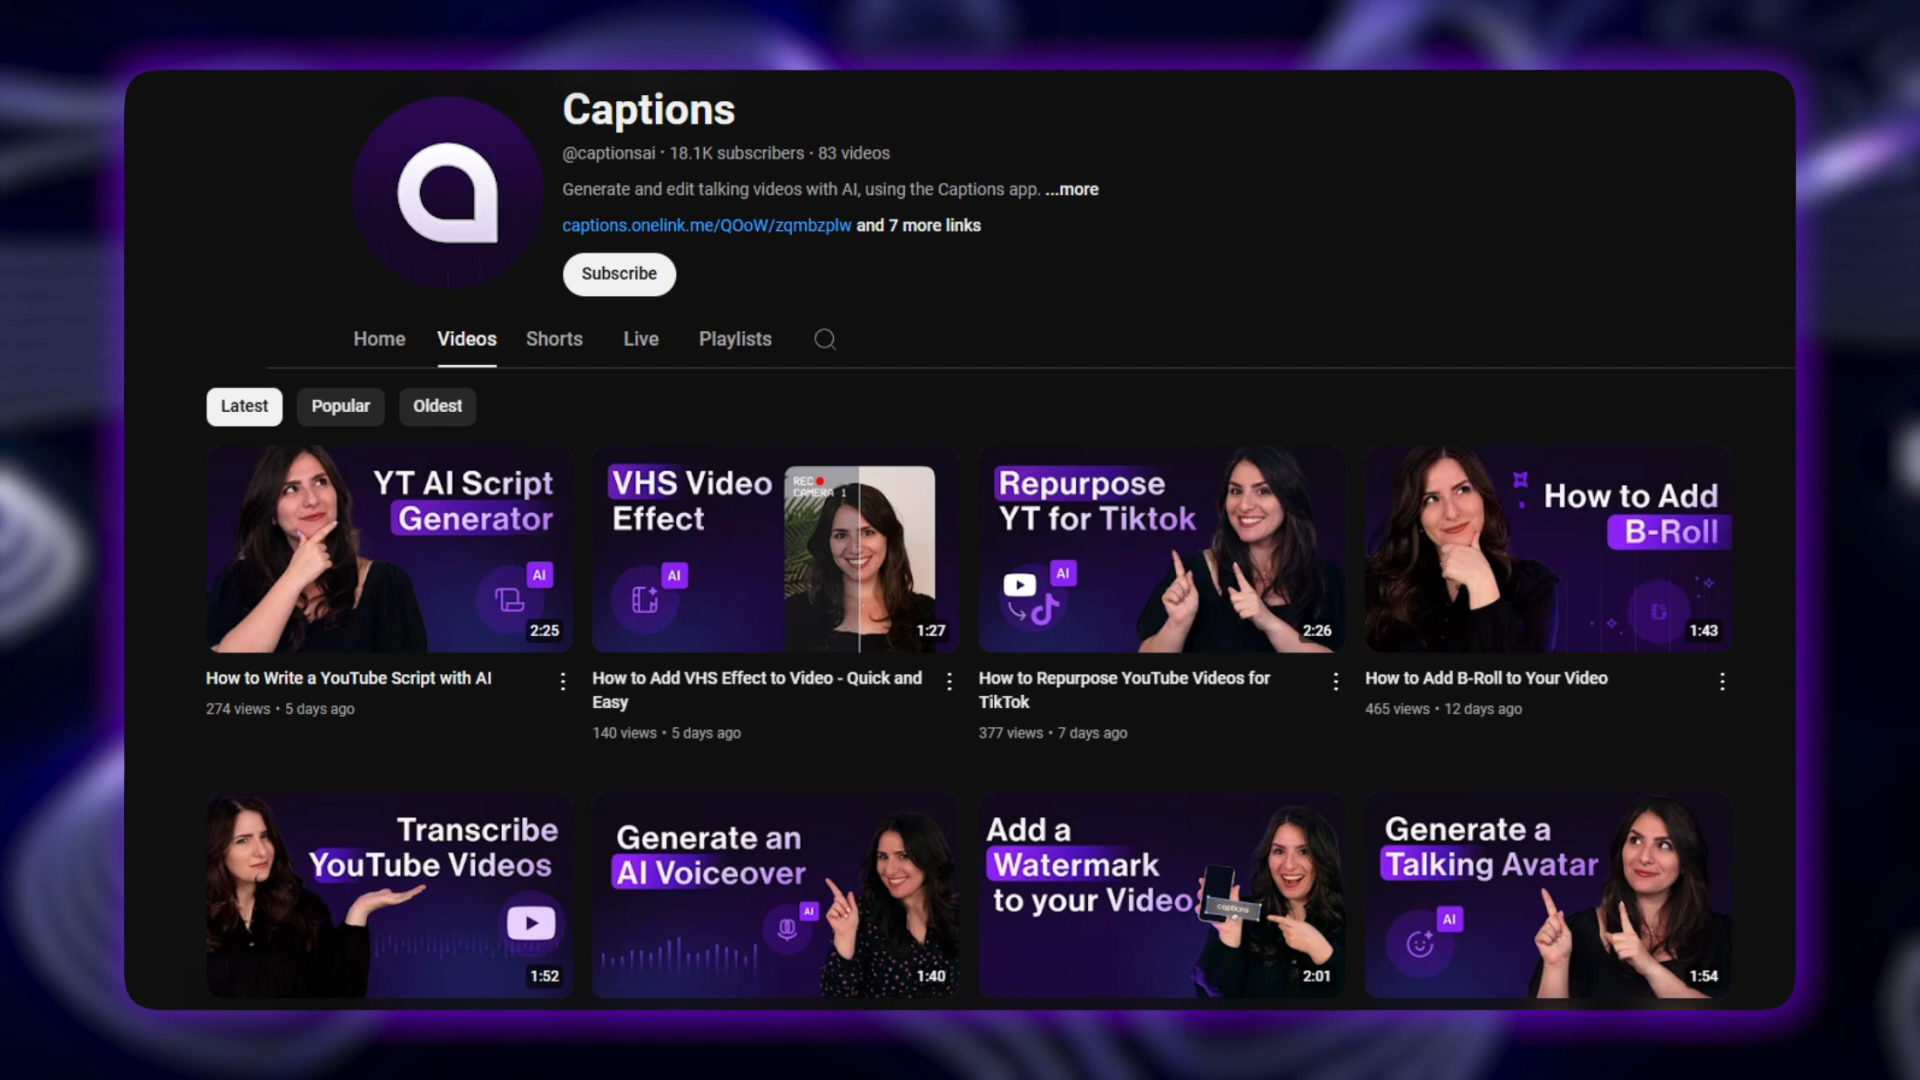 Captions
@captionsai · 18.1K subscribers · 83 videos
Generate and edit talking videos with AI, using the Captions app. ...more
captions.onelink.me/QOoW/zqmbzplw and 7 more links
Subscribe
Home Videos Shorts Live Playlists
Latest Popular Oldest
YT AI Script
Generator
AI
2:25
VHS Video
Effect
REC
CAMERA 1
AI
1:27
Repurpose
YT for Tiktok
AI
2:26
How to Add
B-Roll
1:43
How to Write a YouTube Script with AI
274 views • 5 days ago
How to Add VHS Effect to Video - Quick and
Easy
140 views • 5 days ago
How to Repurpose YouTube Videos for
TikTok
377 views • 7 days ago
How to Add B-Roll to Your Video
465 views • 12 days ago
Transcribe
YouTube Videos
1:52
Generate an
AI Voiceover
AI
1:40
Add a
Watermark
to your Video
captions
2:01
Generate a
Talking Avatar
AI
1:54